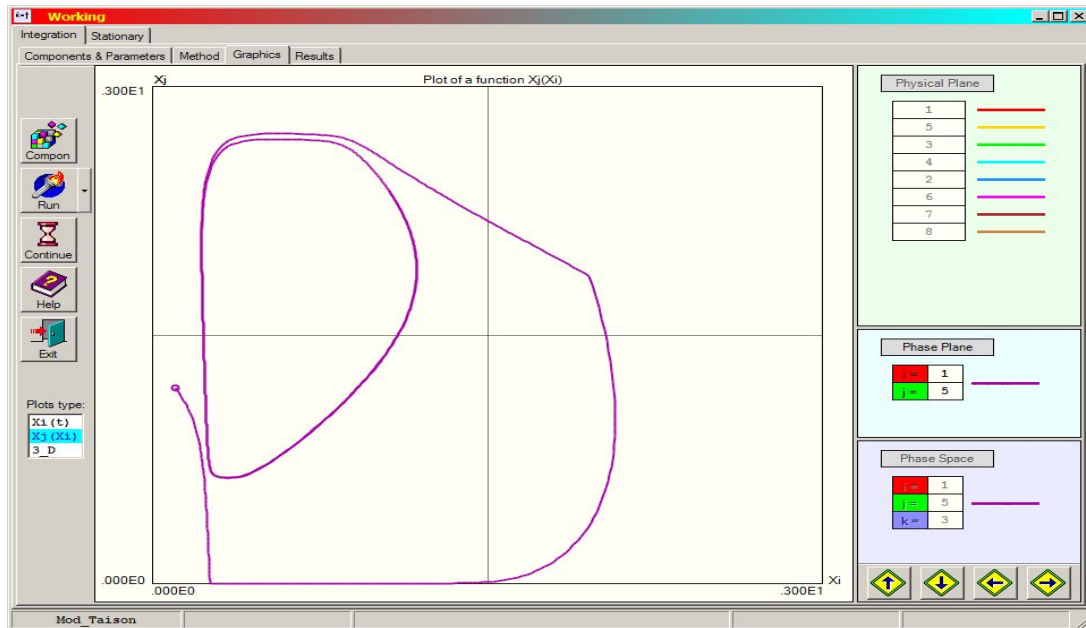 Working
Integration Stationary
Components & Parameters Method Graphics Results
Compon
Run
Continue
Help
Exit
Plots type:
Xi(t)
Xj(Xi)
3_D
Xj
Plot of a function Xj(Xi)
.300E1
.000E0
.000E0
.300E1
Xi
Physical Plane
1
5
3
4
2
6
7
8
Phase Plane
i = 1
j = 5
Phase Space
i = 1
j = 5
k = 3
Mod_Taison